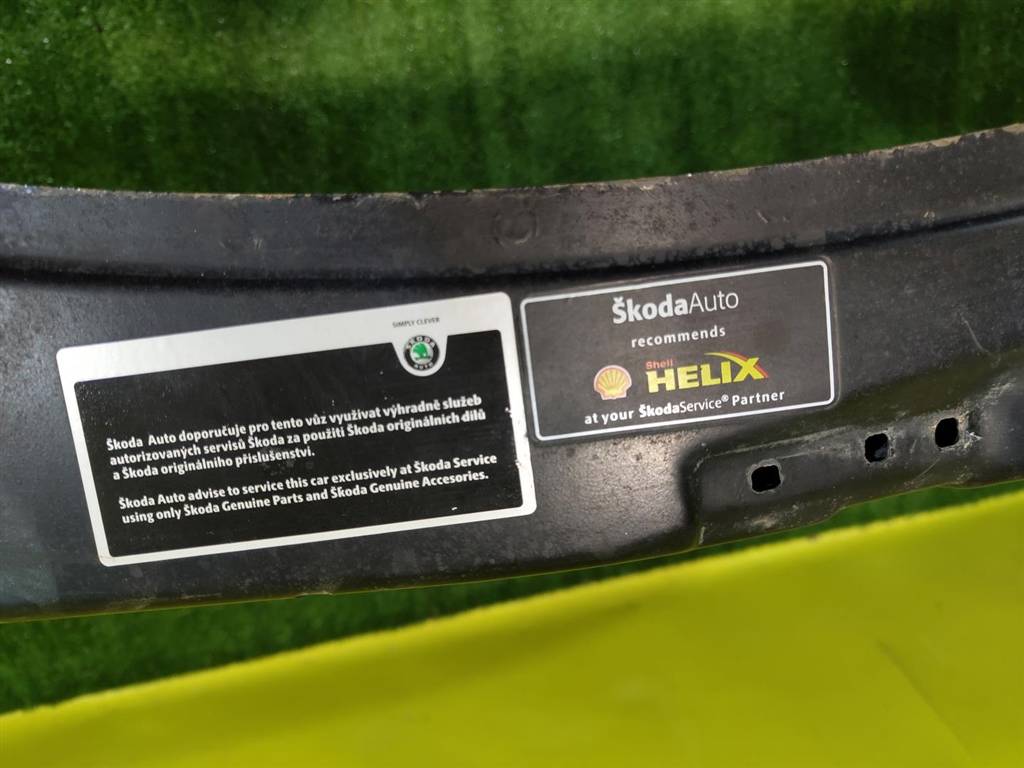 SIMPLY CLEVER
ŠKODA
AUTO
Škoda Auto doporučuje pro tento vůz využívat výhradně služeb
autorizovaných servisů Škoda za použití Škoda originálních dílů
a Škoda originálního příslušenství.
Škoda Auto advise to service this car exclusively at Škoda Service
using only Škoda Genuine Parts and Škoda Genuine Accesories.
ŠkodaAuto
recommends
Shell
HELIX
at your ŠkodaService® Partner